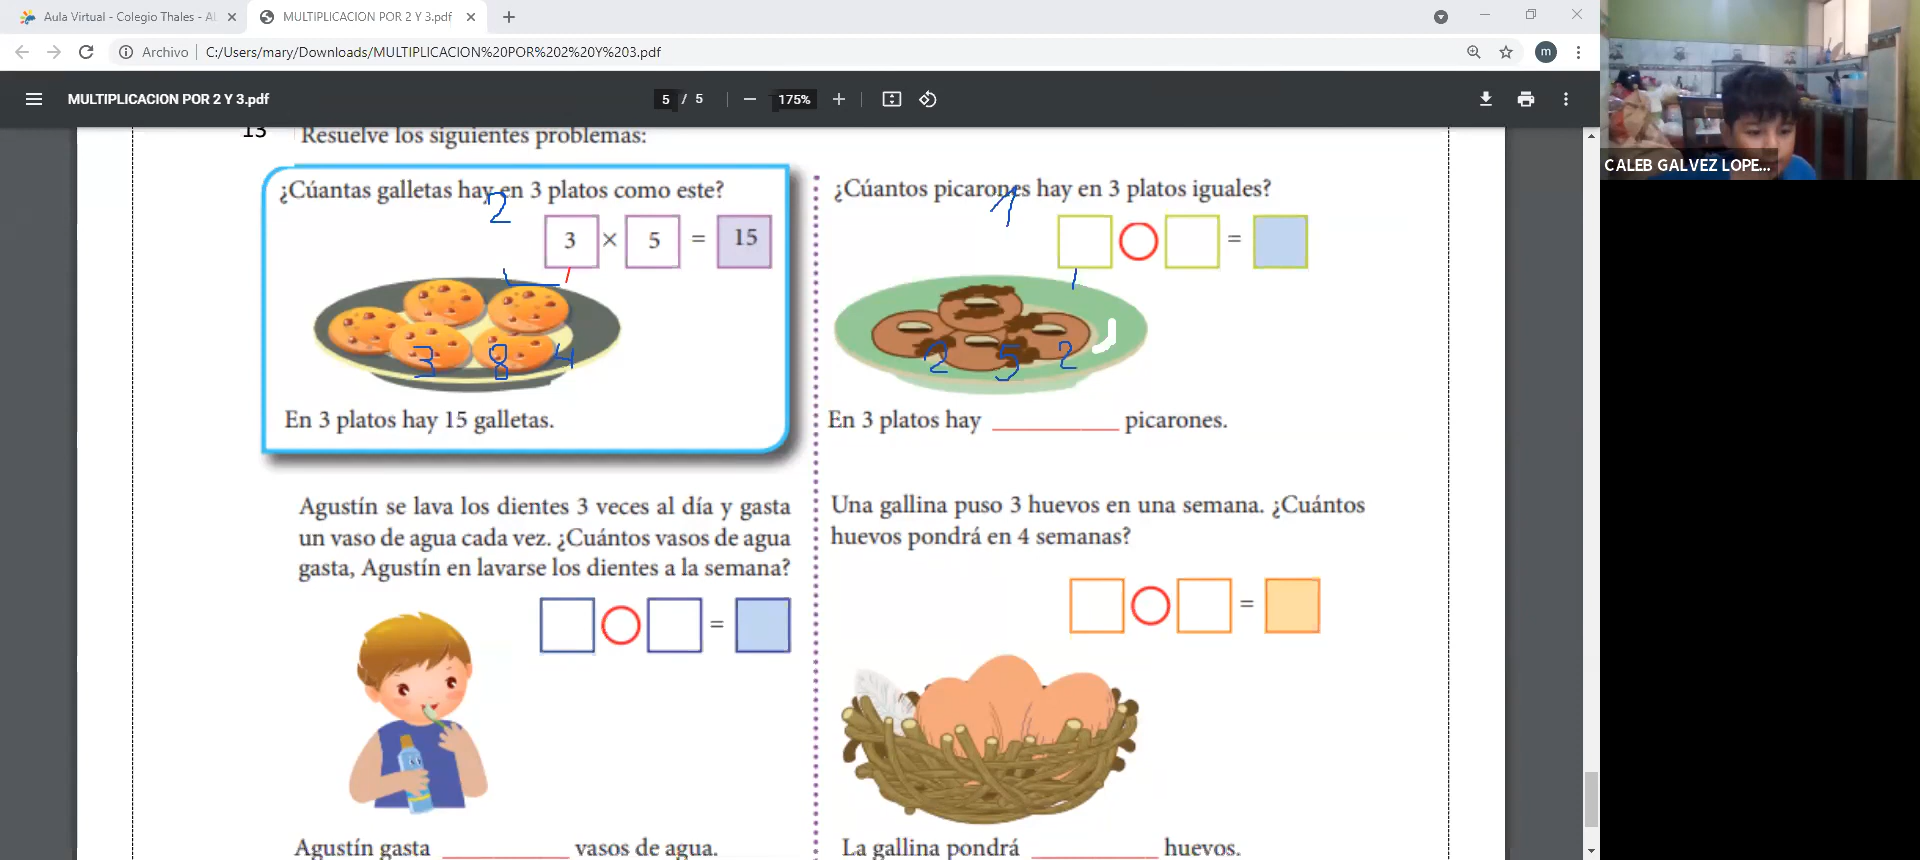 Aula Virtual - Colegio Thales - Al
MULTIPLICACION POR 2 Y 3.pdf
Archivo
C:/Users/mary/Downloads/MULTIPLICACION%20POR%202%20Y%203.pdf
m
MULTIPLICACION POR 2 Y 3.pdf
5 / 5
175%
CALEB GALVEZ LOPE...
13 Resuelve los siguientes problemas:
¿Cúantas galletas hay en 3 platos como este?
2
3 × 5 = 15
3 8 4
En 3 platos hay 15 galletas.
¿Cúantos picarones hay en 3 platos iguales?
1
=
2 5 2
En 3 platos hay __________ picarones.
Agustín se lava los dientes 3 veces al día y gasta
un vaso de agua cada vez. ¿Cuántos vasos de agua
gasta, Agustín en lavarse los dientes a la semana?
=
Agustín gasta __________ vasos de agua.
Una gallina puso 3 huevos en una semana. ¿Cuántos
huevos pondrá en 4 semanas?
=
La gallina pondrá __________ huevos.